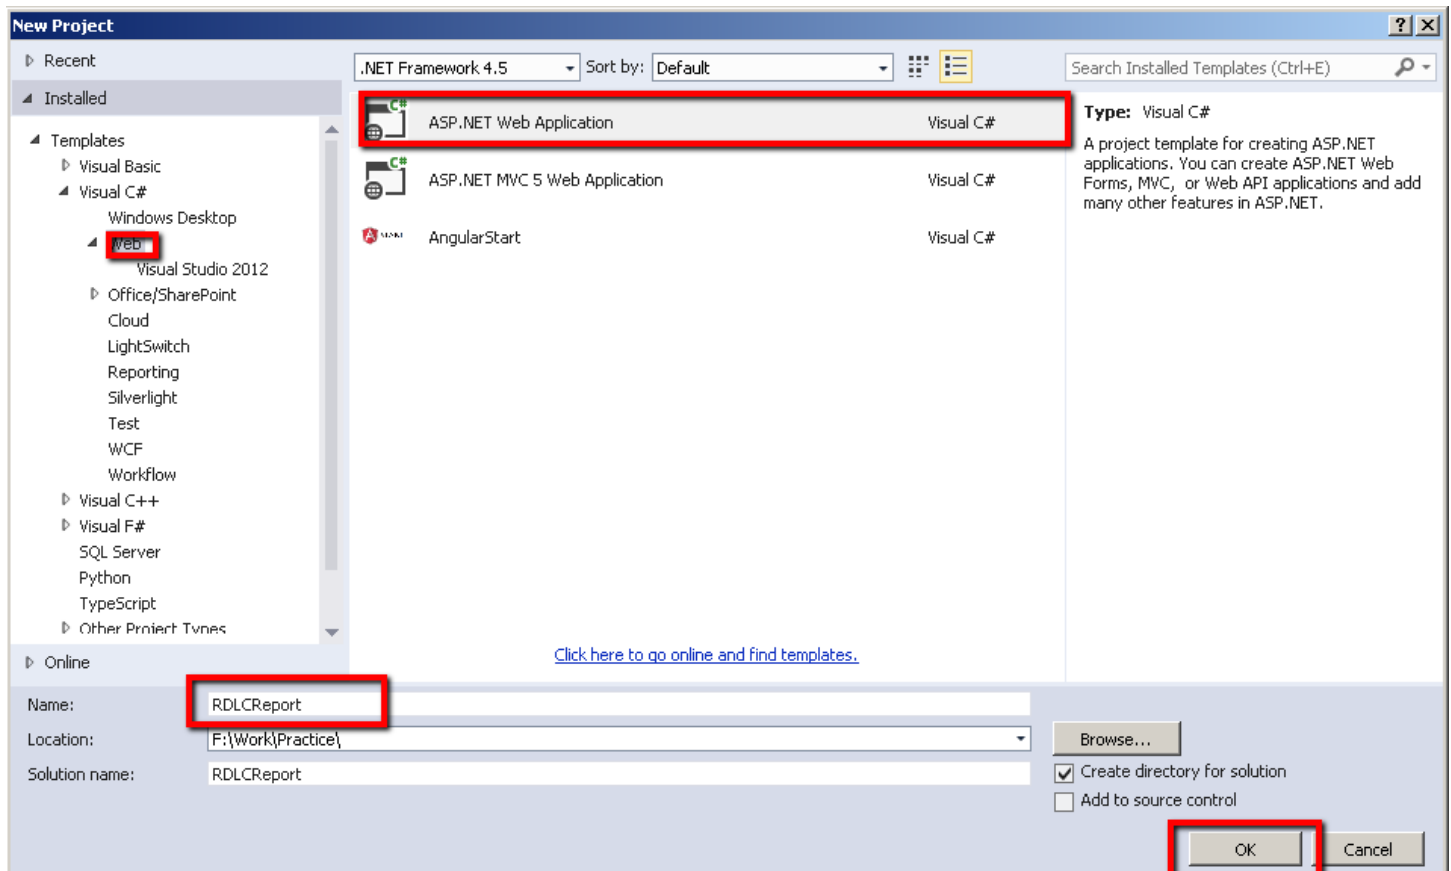 New Project
Recent
.NET Framework 4.5
Sort by:
Default
Search Installed Templates (Ctrl+E)
Installed
Templates
Visual Basic
Visual C#
Windows Desktop
Web
Visual Studio 2012
Office/SharePoint
Cloud
LightSwitch
Reporting
Silverlight
Test
WCF
Workflow
Visual C++
Visual F#
SQL Server
Python
TypeScript
Other Project Types
Online
C# ASP.NET Web Application Visual C#
C# ASP.NET MVC 5 Web Application Visual C#
AngularStart Visual C#
Click here to go online and find templates.
Type: Visual C#
A project template for creating ASP.NET
applications. You can create ASP.NET Web
Forms, MVC, or Web API applications and add
many other features in ASP.NET.
Name: RDLCReport
Location: F:\Work\Practice\
Browse...
Solution name: RDLCReport
Create directory for solution
Add to source control
OK
Cancel